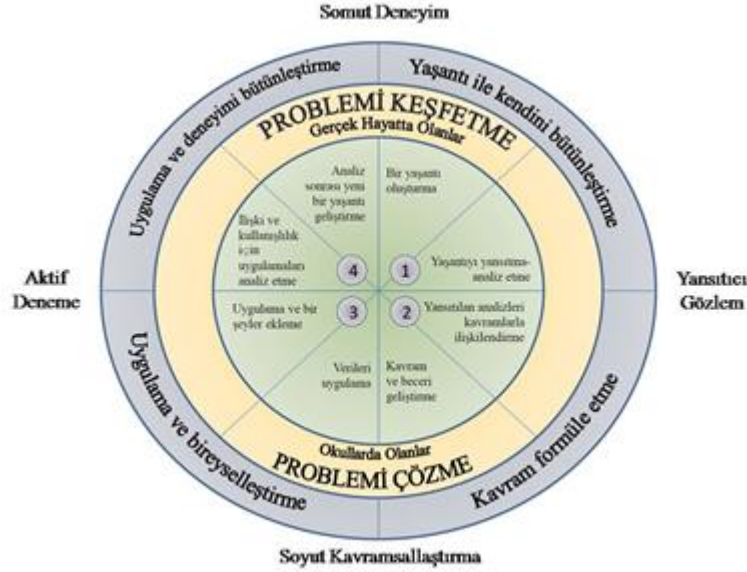 Somut Deneyim
Uygulama ve deneyimi bütünleştirme
Yaşantı ile kendini bütünleştirme
PROBLEMİ KEŞFETME
Gerçek Hayatta Olanlar
Analiz
sonrası yeni
bir yaşantı
geliştirme
Bir yaşantı
oluşturma
İlişki ve
kullanışlılık
i;in
uygulamaları
analiz etme
Yaşantıyı yansıtma-
analiz etme
4
1
Aktif
Deneme
Yansıtıcı
Gözlem
3
2
Uygulama ve bir
şeyler ekleme
Yansıtılan analizleri
kavramlarla
ilişkilendirme
Verileri
uygulama
Kavram
ve beceri
geliştirme
Okullarda Olanlar
PROBLEMİ ÇÖZME
Uygulama ve bireyselleştirme
Kavram formüle etme
Soyut Kavramsallaştırma